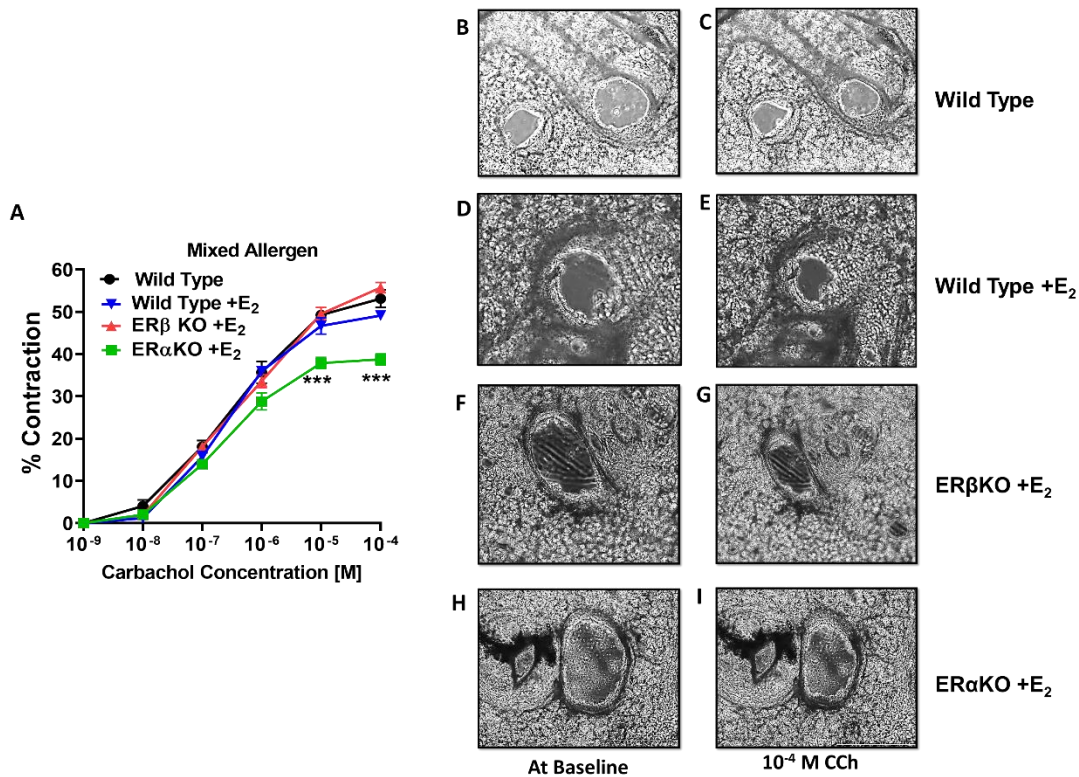 A
Mixed Allergen
% Contraction
60
50
40
30
20
10
0
Wild Type
Wild Type +E₂
ERβ KO +E₂
ERαKO +E₂
*** ***
10⁻⁹ 10⁻⁸ 10⁻⁷ 10⁻⁶ 10⁻⁵ 10⁻⁴
Carbachol Concentration [M]
B C Wild Type
D E Wild Type +E₂
F G ERβKO +E₂
H I ERαKO +E₂
At Baseline 10⁻⁴ M CCh